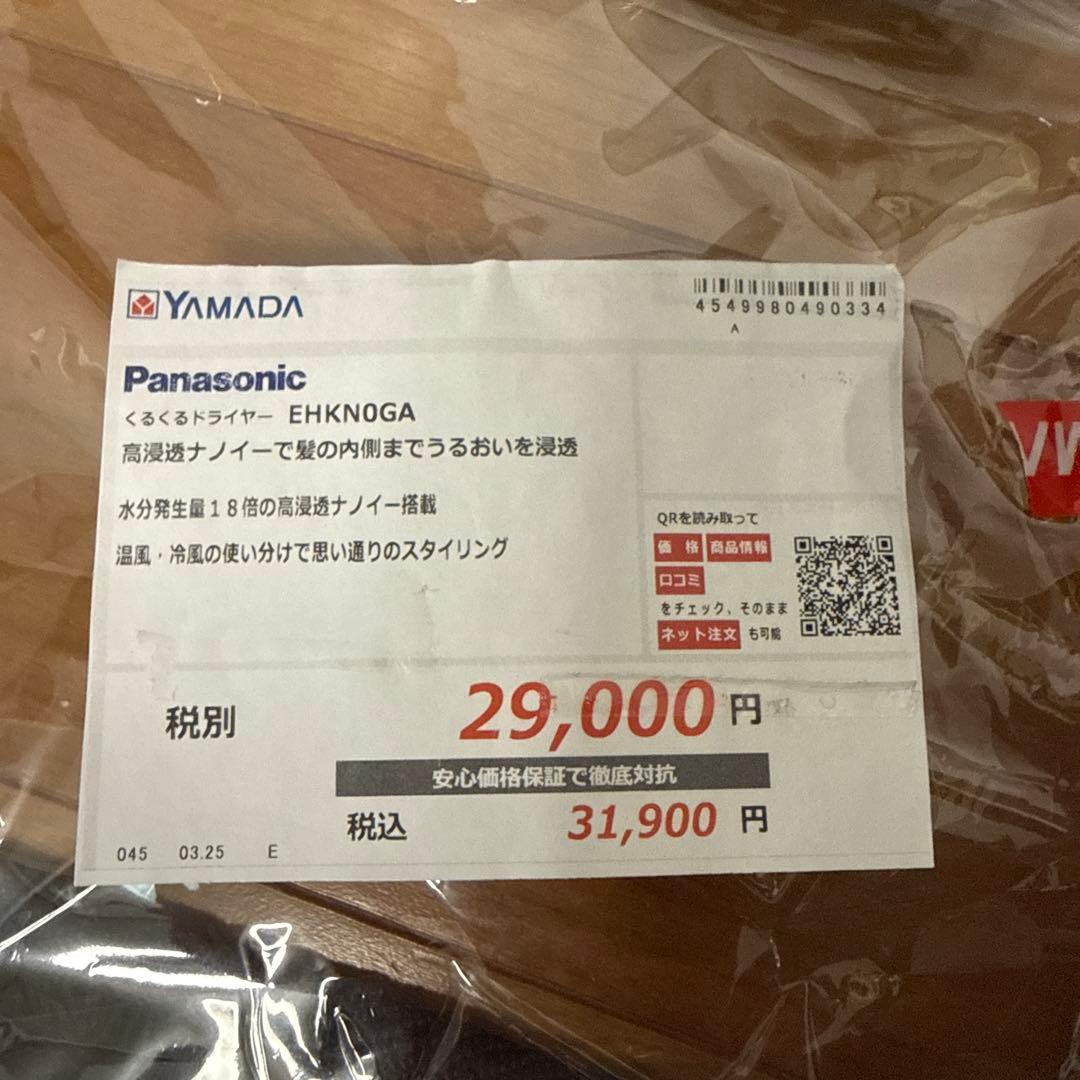 YAMADA
4549980490334
A
Panasonic
くるくるドライヤー EHKN0GA
高浸透ナノイーで髪の内側までうるおいを浸透
水分発生量18倍の高浸透ナノイー搭載
温風・冷風の使い分けで思い通りのスタイリング
QRを読み取って
価 格 商品情報
口コミ
をチェック、そのまま
ネット注文 も可能
税別 29,000 円
安心価格保証で徹底対抗
税込 31,900 円
045 03.25 E